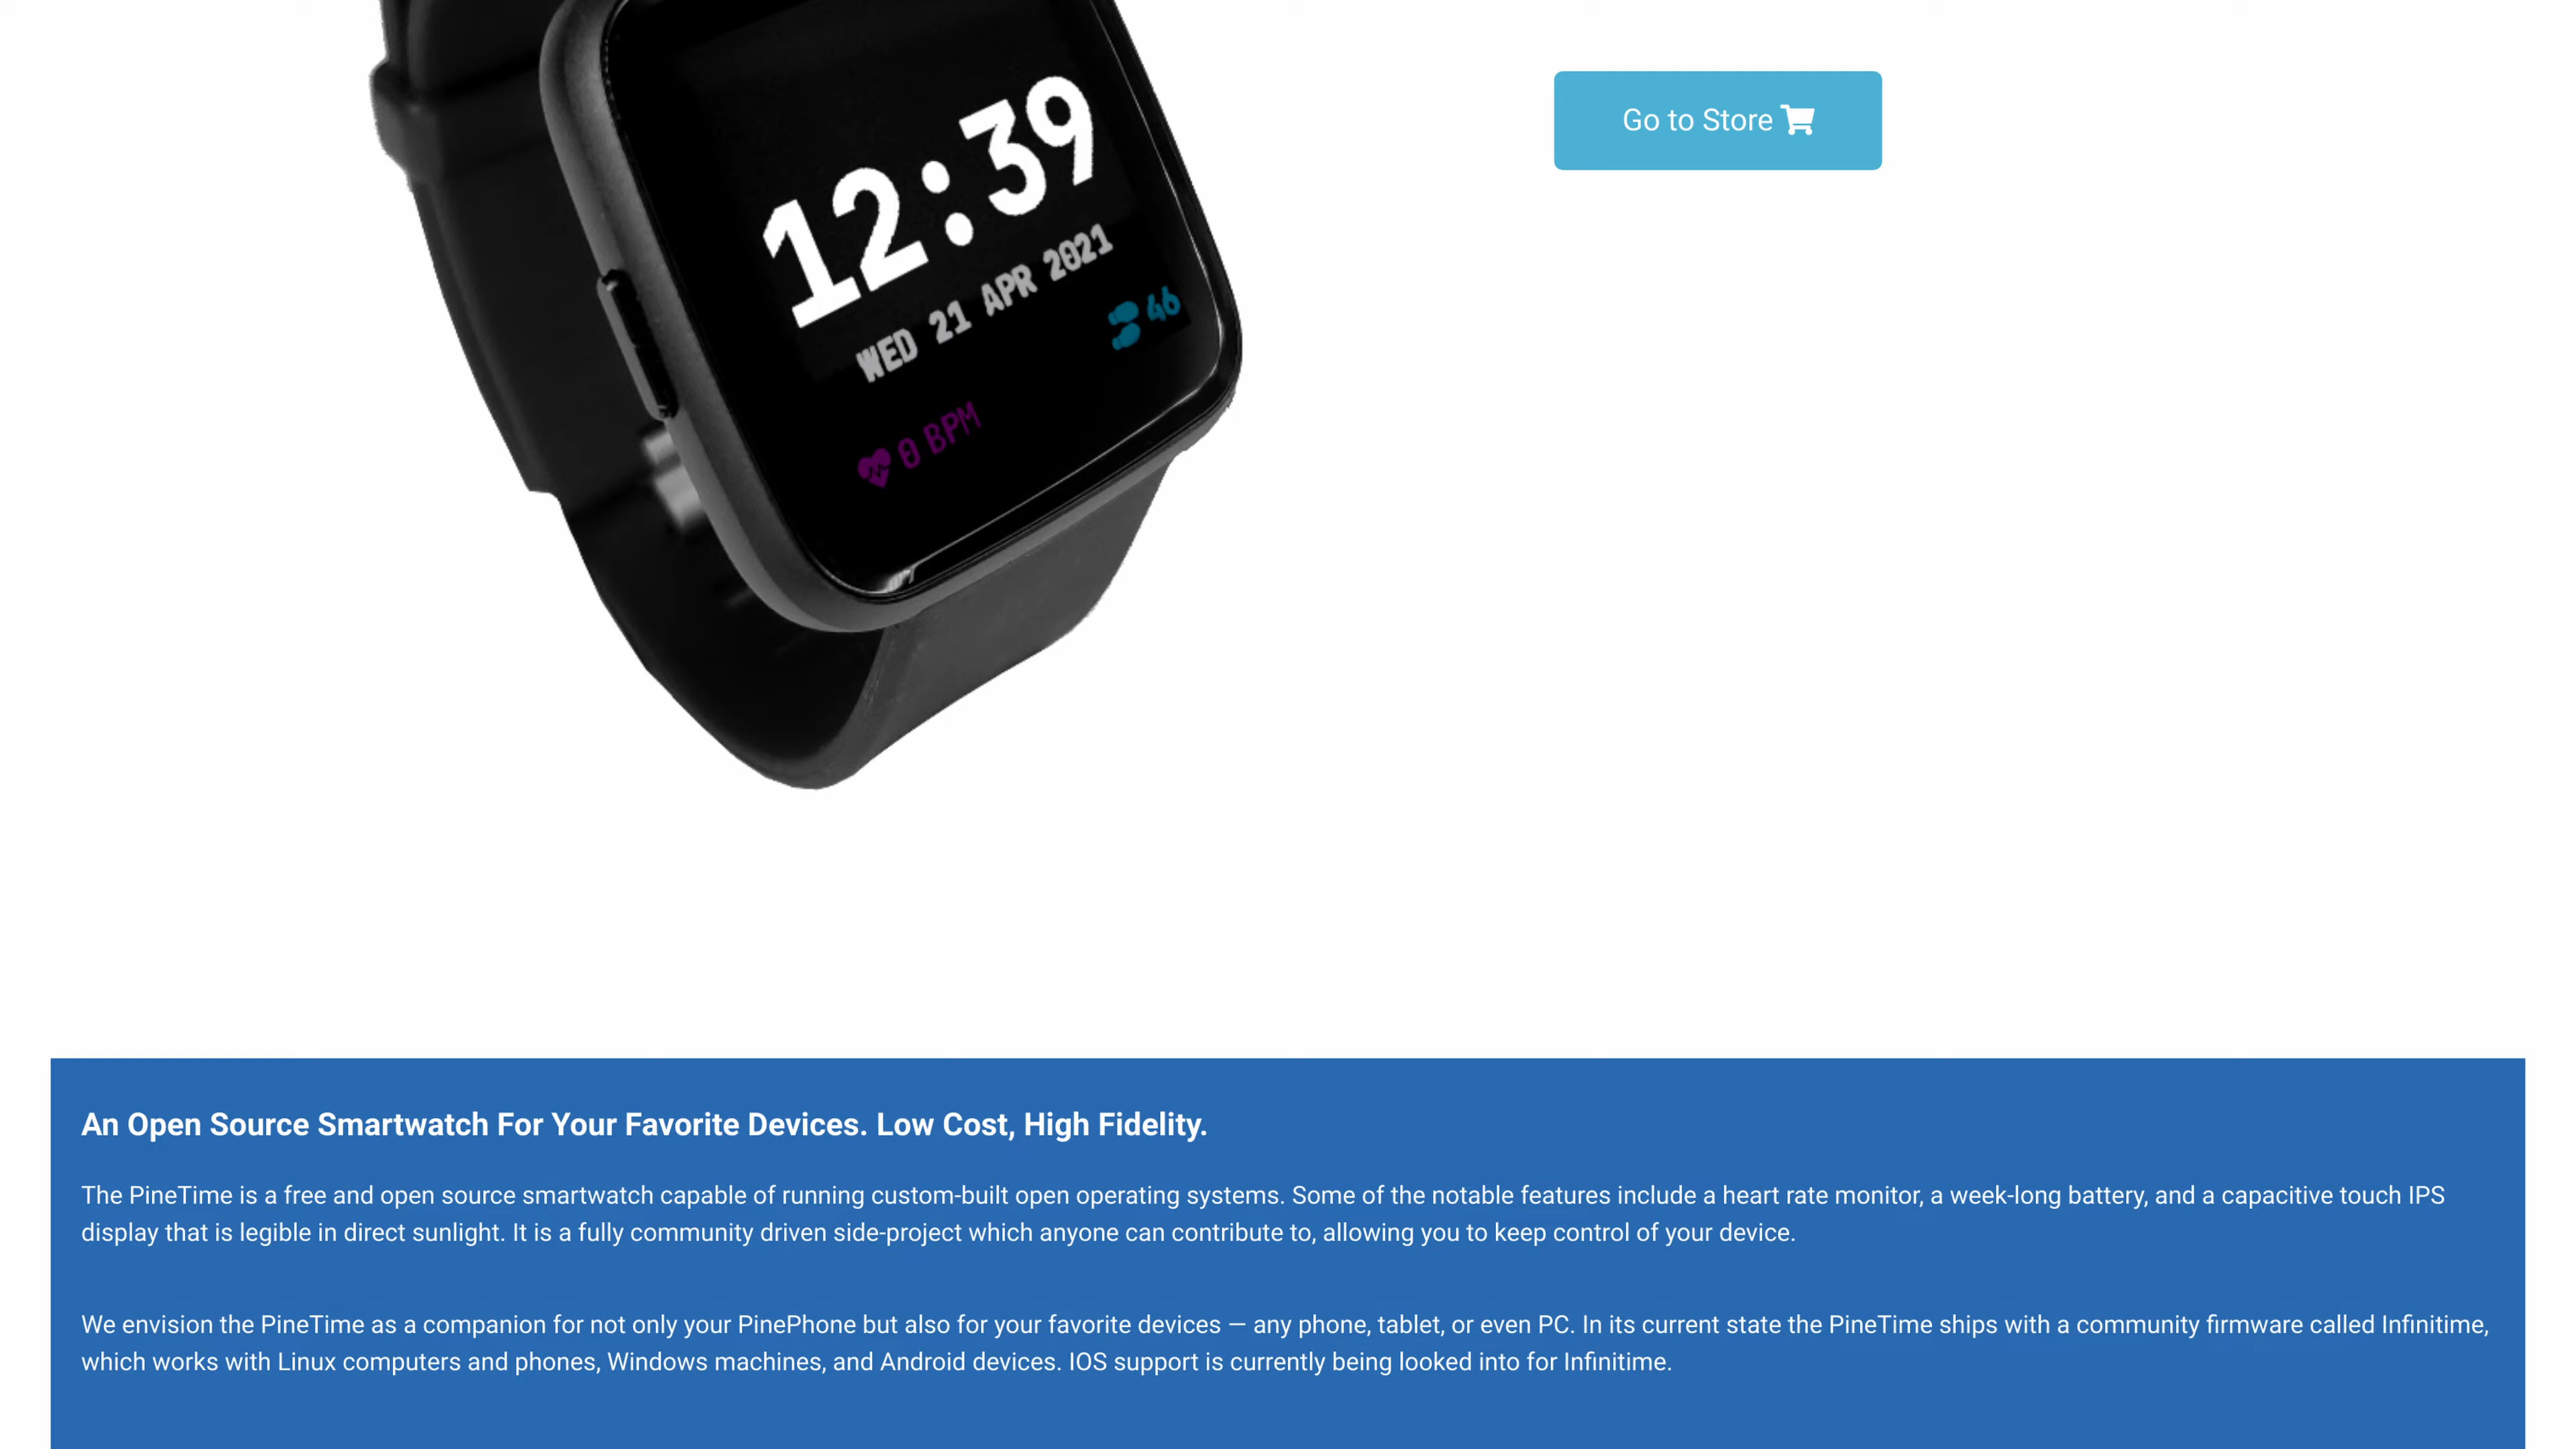 Go to Store
12:39
WED 21 APR 2021
46
0 BPM
An Open Source Smartwatch For Your Favorite Devices. Low Cost, High Fidelity.
The PineTime is a free and open source smartwatch capable of running custom-built open operating systems. Some of the notable features include a heart rate monitor, a week-long battery, and a capacitive touch IPS
display that is legible in direct sunlight. It is a fully community driven side-project which anyone can contribute to, allowing you to keep control of your device.
We envision the PineTime as a companion for not only your PinePhone but also for your favorite devices — any phone, tablet, or even PC. In its current state the PineTime ships with a community firmware called Infinitime,
which works with Linux computers and phones, Windows machines, and Android devices. IOS support is currently being looked into for Infinitime.